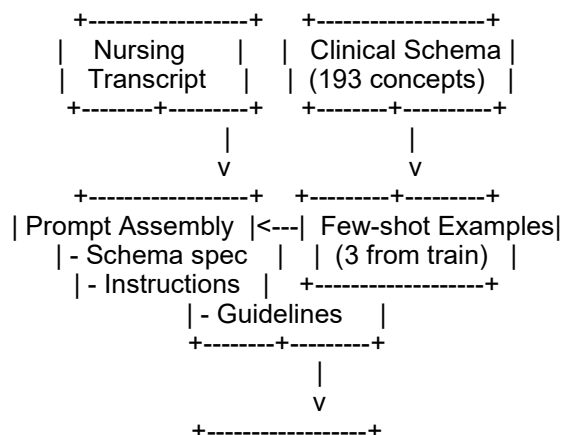 +------------------+    +-------------------+
|    Nursing       |    |   Clinical Schema |
|   Transcript     |    | (193 concepts)   |
+--------+---------+    +--------+----------+
|                              |
v                              v
+------------------+    +---------+---------+
| Prompt Assembly  |<---|  Few-shot Examples|
| - Schema spec    |   | (3 from train)  |
| - Instructions   |    +-------------------+
| - Guidelines     |
+--------+---------+
|
v
+------------------+